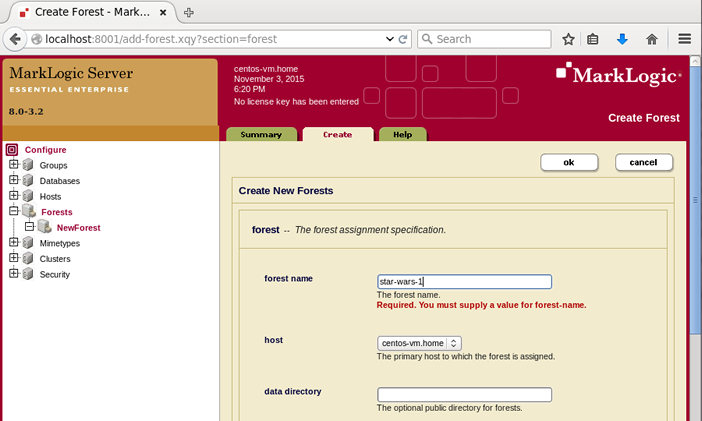 Create Forest - Mark...
localhost:8001/add-forest.xqy?section=forest
Search
MarkLogic Server
ESSENTIAL ENTERPRISE
8.0-3.2
centos-vm.home
November 3, 2015
6:20 PM
No license key has been entered
MarkLogic
Create Forest
Summary
Create
Help
Configure
Groups
Databases
Hosts
Forests
NewForest
Mimetypes
Clusters
Security
ok
cancel
Create New Forests
forest -- The forest assignment specification.
forest name
star-wars-1
The forest name.
Required. You must supply a value for forest-name.
host
centos-vm.home
The primary host to which the forest is assigned.
data directory
The optional public directory for forests.